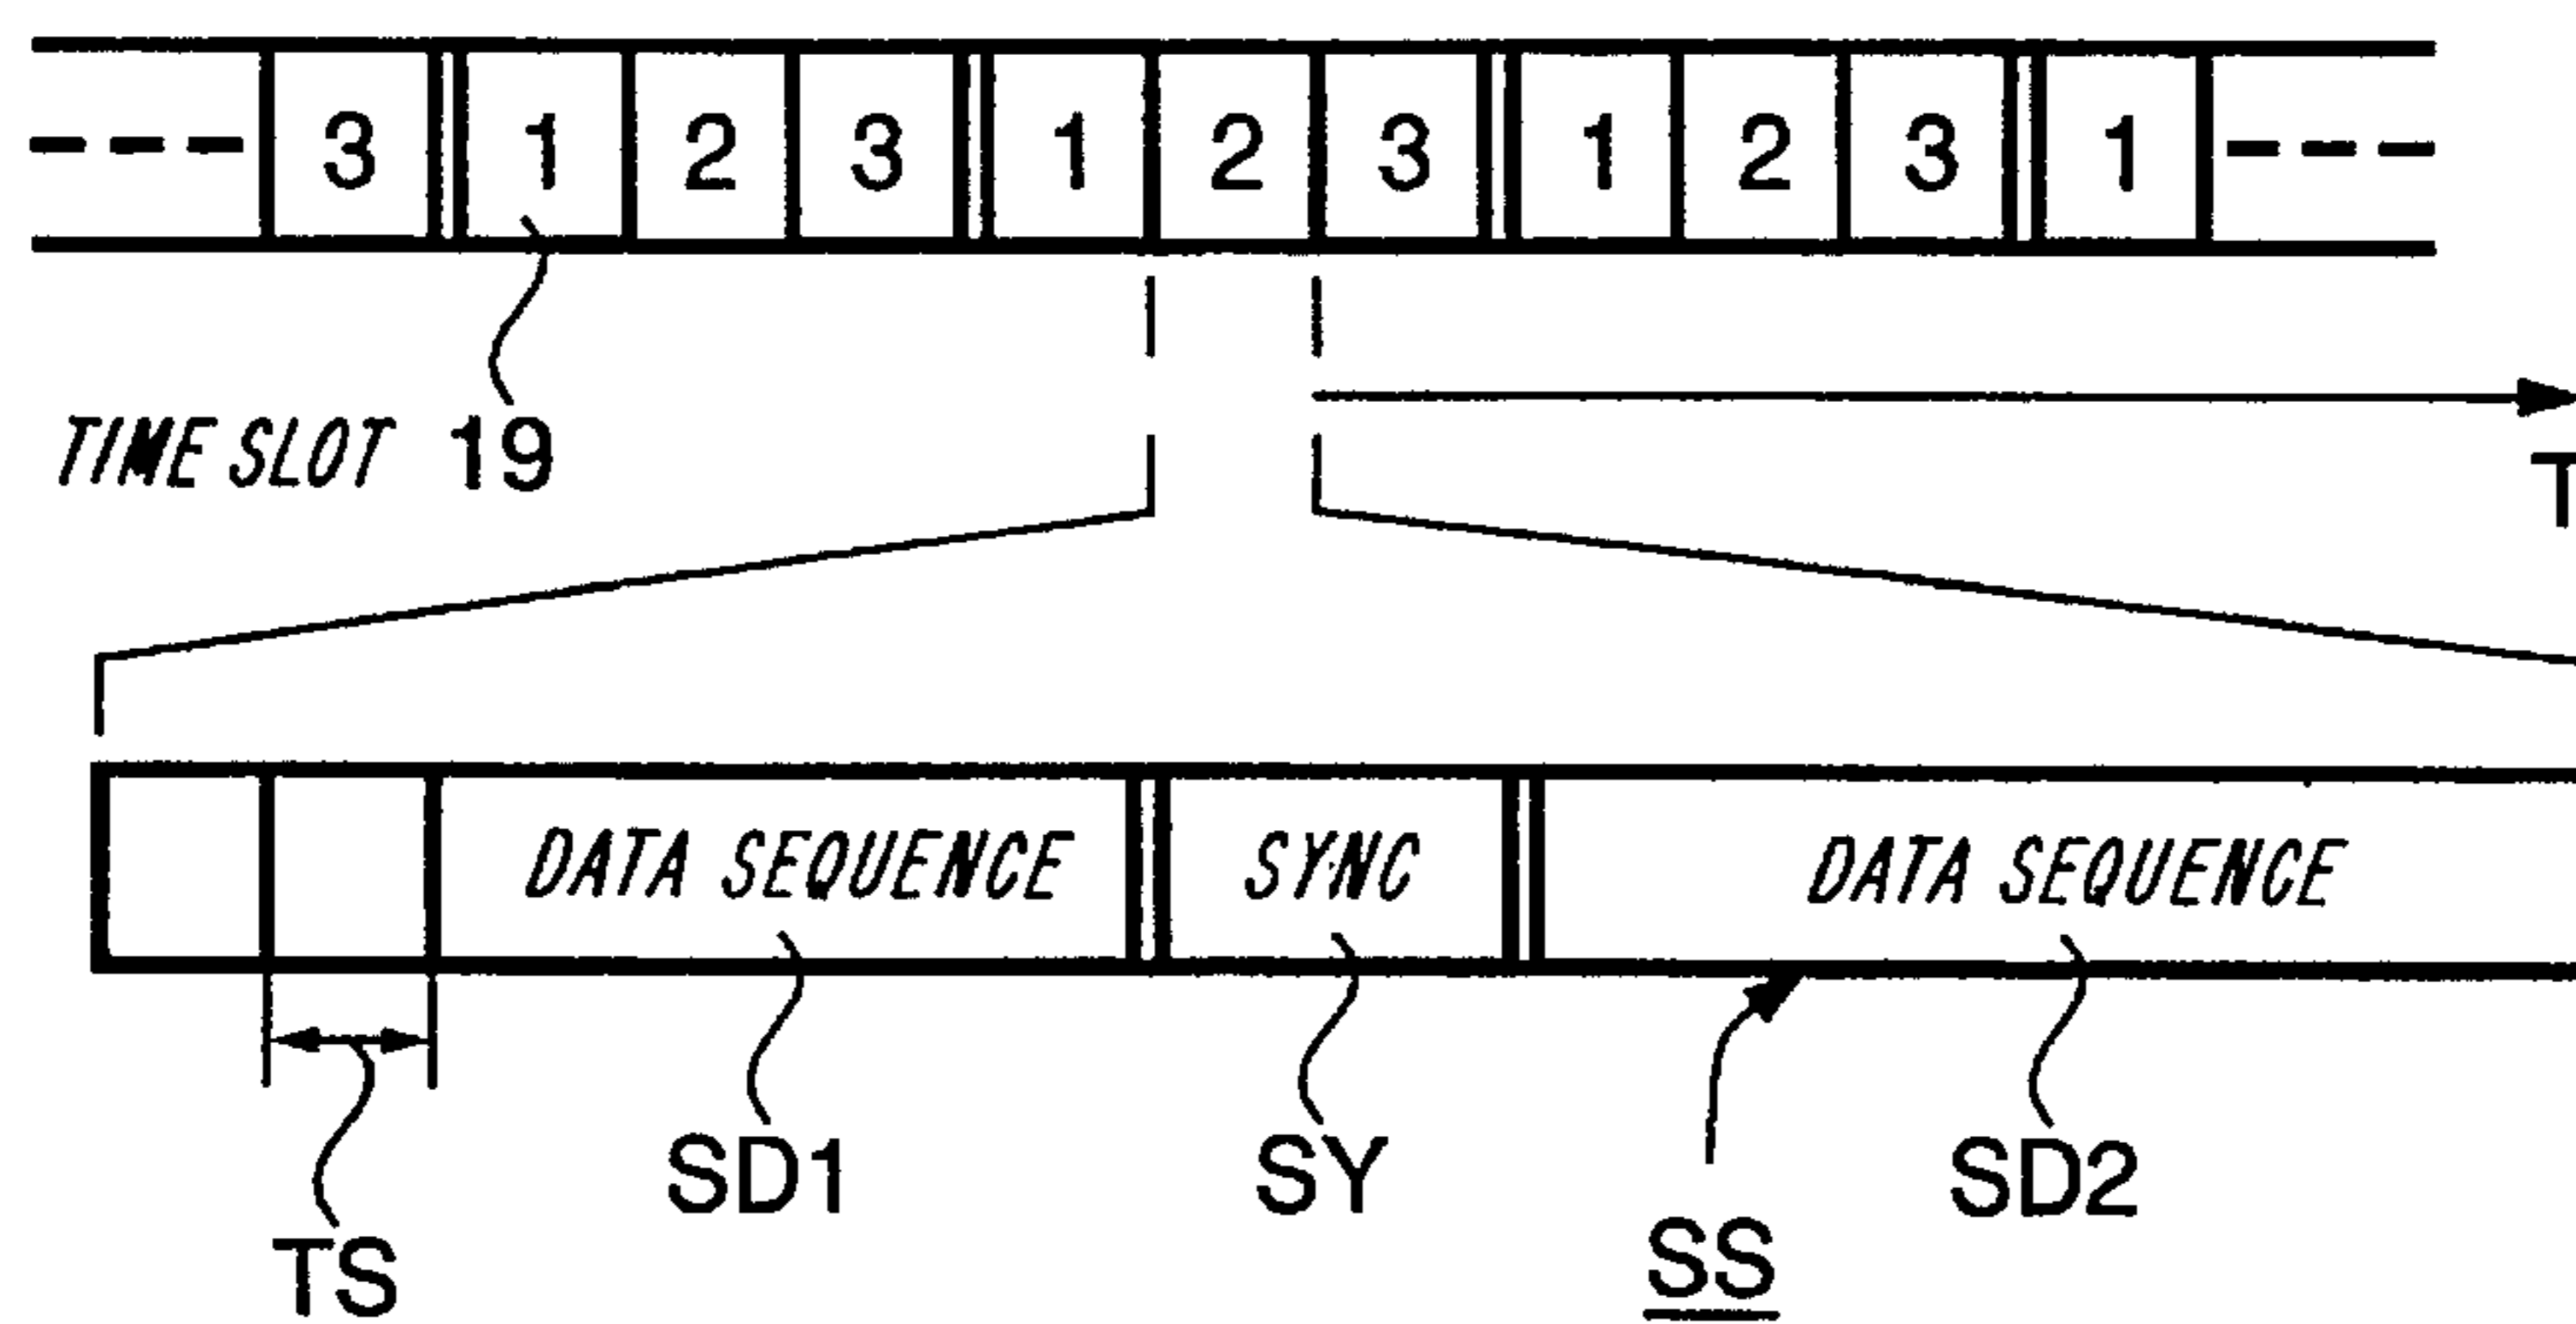 3 1 2 3 1 2 3 1 2 3 1
TIME SLOT 19
T
DATA SEQUENCE SYNC DATA SEQUENCE
SD1 SY SD2
TS SS